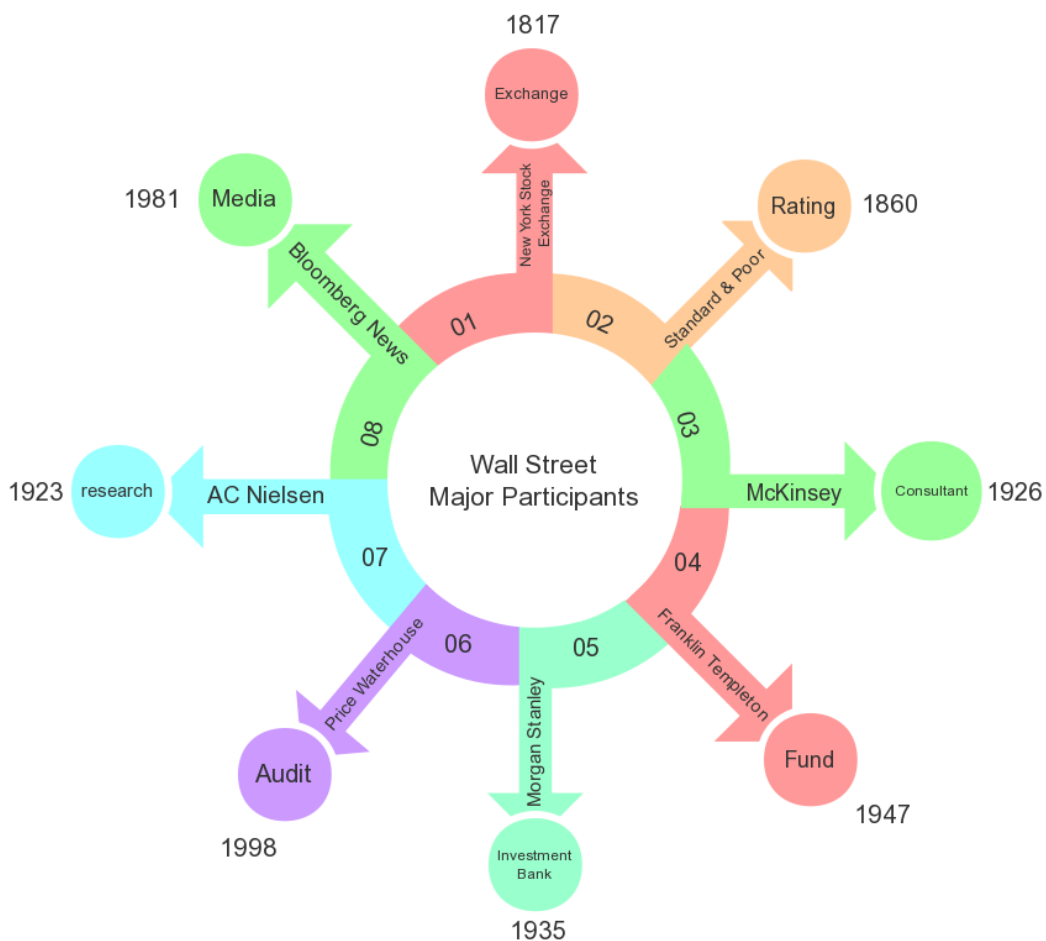 1817
Exchange
New York Stock
Exchange
01
1860
Rating
Standard & Poor
02
1926
Consultant
McKinsey
03
1947
Fund
Franklin Templeton
04
1935
Investment
Bank
Morgan Stanley
05
1998
Audit
Price Waterhouse
06
1923
research
AC Nielsen
07
1981
Media
Bloomberg News
08
Wall Street
Major Participants